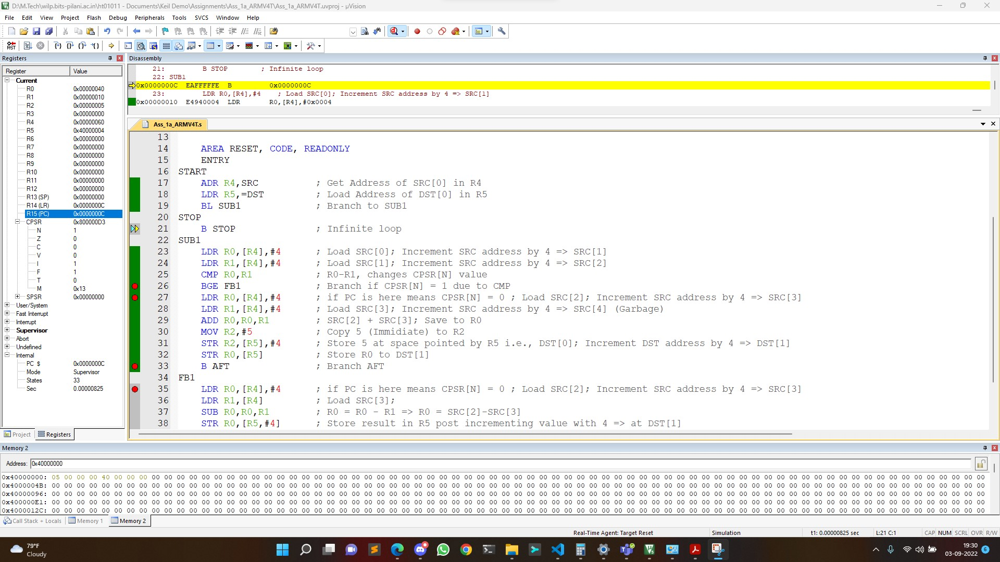 D:\M.Tech\wilp.bits-pilani.ac.in\ht01011 - Documents\Keil Demo\Assignments\Ass_1a_ARMV4T\Ass_1a_ARMV4T.uvproj - µVision
File Edit View Project Flash Debug Peripherals Tools SVCS Window Help
Registers
Register Value
Current
R0 0x00000040
R1 0x00000010
R2 0x00000005
R3 0x00000000
R4 0x00000060
R5 0x40000004
R6 0x00000000
R7 0x00000000
R8 0x00000000
R9 0x00000000
R10 0x00000000
R11 0x00000000
R12 0x00000000
R13 (SP) 0x00000000
R14 (LR) 0x0000000C
R15 (PC) 0x0000000C
CPSR 0x800000D3
N 1
Z 0
C 0
V 0
I 1
F 1
T 0
M 0x13
SPSR 0x00000000
User/System
Fast Interrupt
Interrupt
Supervisor
Abort
Undefined
Internal
PC $ 0x0000000C
Mode Supervisor
States 33
Sec 0.00000825
Project Registers
Disassembly
21: B STOP ; Infinite loop
22: SUB1
0x0000000C EAFFFFFE B 0x0000000C
23: LDR R0,[R4],#4 ; Load SRC[0]; Increment SRC address by 4 => SRC[1]
0x00000010 E4940004 LDR R0,[R4],#0x0004
Ass_1a_ARMV4T.s
13
14 AREA RESET, CODE, READONLY
15 ENTRY
16 START
17 ADR R4,SRC ; Get Address of SRC[0] in R4
18 LDR R5,=DST ; Load Address of DST[0] in R5
19 BL SUB1 ; Branch to SUB1
20 STOP
21 B STOP ; Infinite loop
22 SUB1
23 LDR R0,[R4],#4 ; Load SRC[0]; Increment SRC address by 4 => SRC[1]
24 LDR R1,[R4],#4 ; Load SRC[1]; Increment SRC address by 4 => SRC[2]
25 CMP R0,R1 ; R0-R1, changes CPSR[N] value
26 BGE FB1 ; Branch if CPSR[N] = 1 due to CMP
27 LDR R0,[R4],#4 ; if PC is here means CPSR[N] = 0 ; Load SRC[2]; Increment SRC address by 4 => SRC[3]
28 LDR R1,[R4],#4 ; Load SRC[3]; Increment SRC address by 4 => SRC[4] (Garbage)
29 ADD R0,R0,R1 ; SRC[2] + SRC[3]; Save to R0
30 MOV R2,#5 ; Copy 5 (Immidiate) to R2
31 STR R2,[R5],#4 ; Store 5 at space pointed by R5 i.e., DST[0]; Increment DST address by 4 => DST[1]
32 STR R0,[R5] ; Store R0 to DST[1]
33 B AFT ; Branch AFT
34 FB1
35 LDR R0,[R4],#4 ; if PC is here means CPSR[N] = 0 ; Load SRC[2]; Increment SRC address by 4 => SRC[3]
36 LDR R1,[R4] ; Load SRC[3];
37 SUB R0,R0,R1 ; R0 = R0 - R1 => R0 = SRC[2]-SRC[3]
38 STR R0,[R5,#4] ; Store result in R5 post incrementing value with 4 => at DST[1]
Memory 2
Address: 0x40000000
0x40000000: 05 00 00 00 40 00 00 00 00 00 00 00 00 00 00 00 00 00 00 00 00 00 00 00 00 00 00 00 00 00 00 00 00 00 00 00 00 00 00 00 00 00 00 00 00 00 00 00 00 00 00 00 00 00 00 00 00 00 00 00 00 00 00 00 00 00 00 00 00 00 00 00 00 00 00
0x4000004B: 00 00 00 00 00 00 00 00 00 00 00 00 00 00 00 00 00 00 00 00 00 00 00 00 00 00 00 00 00 00 00 00 00 00 00 00 00 00 00 00 00 00 00 00 00 00 00 00 00 00 00 00 00 00 00 00 00 00 00 00 00 00 00 00 00 00 00 00 00 00 00 00 00 00 00
0x40000096: 00 00 00 00 00 00 00 00 00 00 00 00 00 00 00 00 00 00 00 00 00 00 00 00 00 00 00 00 00 00 00 00 00 00 00 00 00 00 00 00 00 00 00 00 00 00 00 00 00 00 00 00 00 00 00 00 00 00 00 00 00 00 00 00 00 00 00 00 00 00 00 00 00 00 00
0x400000E1: 00 00 00 00 00 00 00 00 00 00 00 00 00 00 00 00 00 00 00 00 00 00 00 00 00 00 00 00 00 00 00 00 00 00 00 00 00 00 00 00 00 00 00 00 00 00 00 00 00 00 00 00 00 00 00 00 00 00 00 00 00 00 00 00 00 00 00 00 00 00 00 00 00 00 00
0x4000012C: 00 00 00 00 00 00 00 00 00 00 00 00 00 00 00 00 00 00 00 00 00 00 00 00 00 00 00 00 00 00 00 00 00 00 00 00 00 00 00 00 00 00 00 00 00 00 00 00 00 00 00 00 00 00 00 00 00 00 00 00 00 00 00 00 00 00 00 00 00 00 00 00 00 00 00
Call Stack + Locals Memory 1 Memory 2
Real-Time Agent: Target Reset Simulation t1: 0.00000825 sec L:21 C:1 CAP NUM SCRL OVR R/W
79°F
Cloudy
19:30
03-09-2022
6